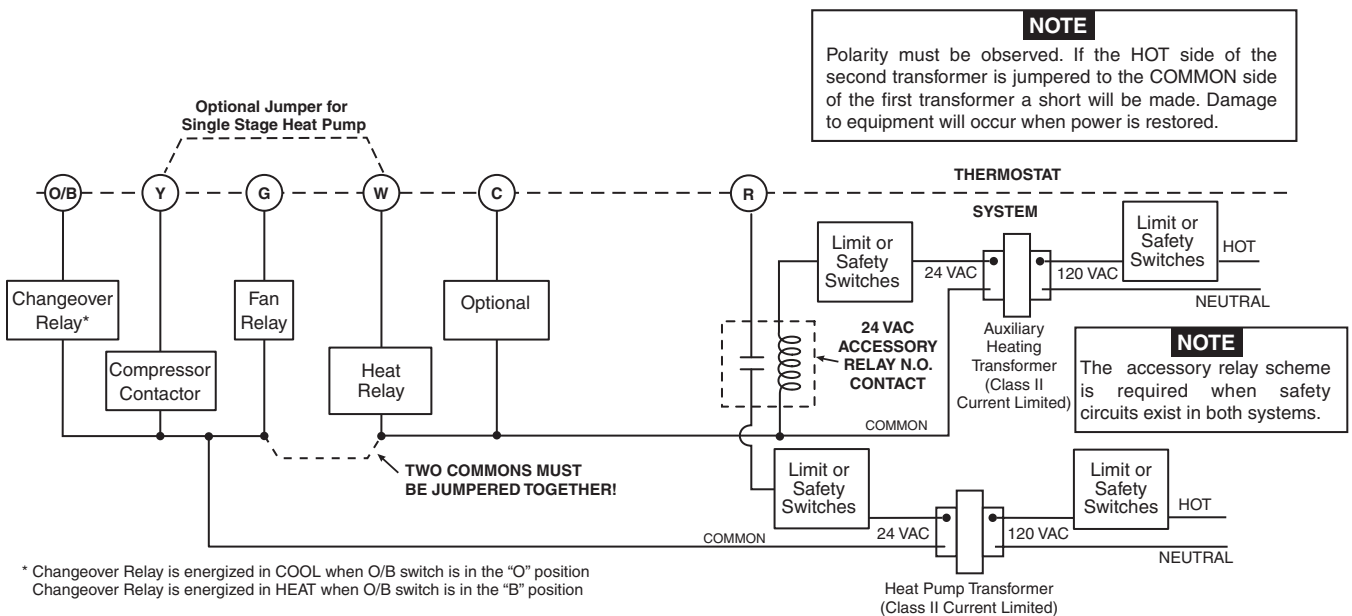 NOTE
Polarity must be observed. If the HOT side of the
second transformer is jumpered to the COMMON side
of the first transformer a short will be made. Damage
to equipment will occur when power is restored.
Optional Jumper for
Single Stage Heat Pump
O/B
Y
G
W
C
R
THERMOSTAT
SYSTEM
Limit or
Safety
Switches
24 VAC
120 VAC
Limit or
Safety
Switches
HOT
NEUTRAL
Changeover
Relay*
Compressor
Contactor
Fan
Relay
Heat
Relay
Optional
24 VAC
ACCESSORY
RELAY N.O.
CONTACT
Auxiliary
Heating
Transformer
(Class II
Current Limited)
NOTE
The accessory relay scheme
is required when safety
circuits exist in both systems.
COMMON
TWO COMMONS MUST
BE JUMPERED TOGETHER!
Limit or
Safety
Switches
24 VAC
120 VAC
Limit or
Safety
Switches
HOT
NEUTRAL
COMMON
Heat Pump Transformer
(Class II Current Limited)
* Changeover Relay is energized in COOL when O/B switch is in the “O” position
Changeover Relay is energized in HEAT when O/B switch is in the “B” position